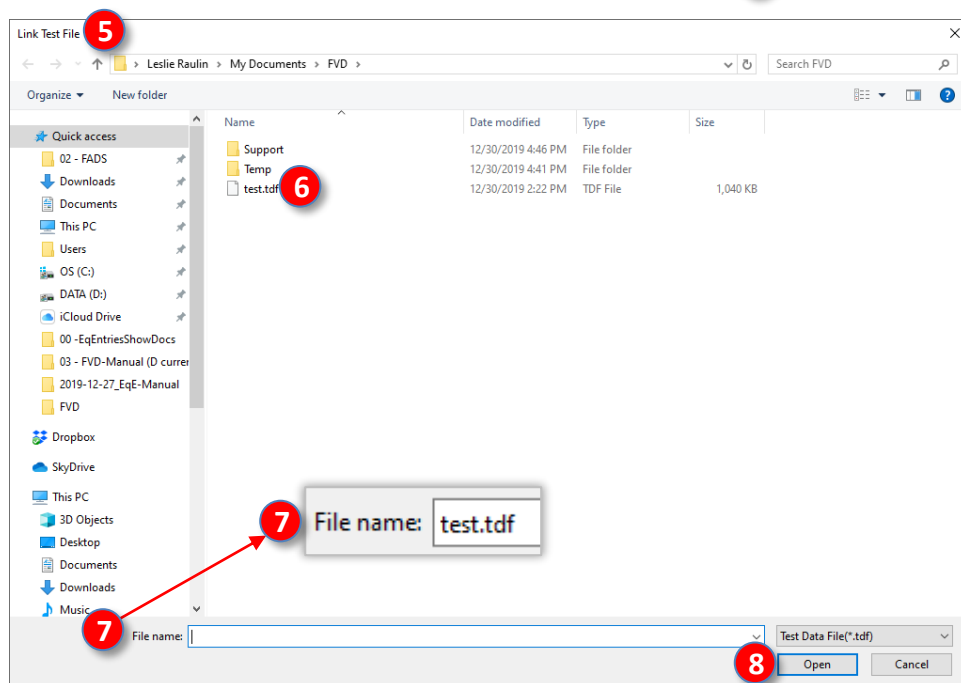 Link Test File 5
Leslie Raulin > My Documents > FVD >
Search FVD
Organize New folder
Name Date modified Type Size
Quick access
02 - FADS
Downloads
Documents
This PC
Users
OS (C:)
DATA (D:)
iCloud Drive
00 -EqEntriesShowDocs
03 - FVD-Manual (D currer
2019-12-27_EqE-Manual
FVD
Dropbox
SkyDrive
This PC
3D Objects
Desktop
Documents
Downloads
Music
Support 12/30/2019 4:46 PM File folder
Temp 12/30/2019 4:41 PM File folder
test.tdf 6 12/30/2019 2:22 PM TDF File 1,040 KB
7 File name: test.tdf
7 File name: Test Data File(*.tdf)
8 Open Cancel